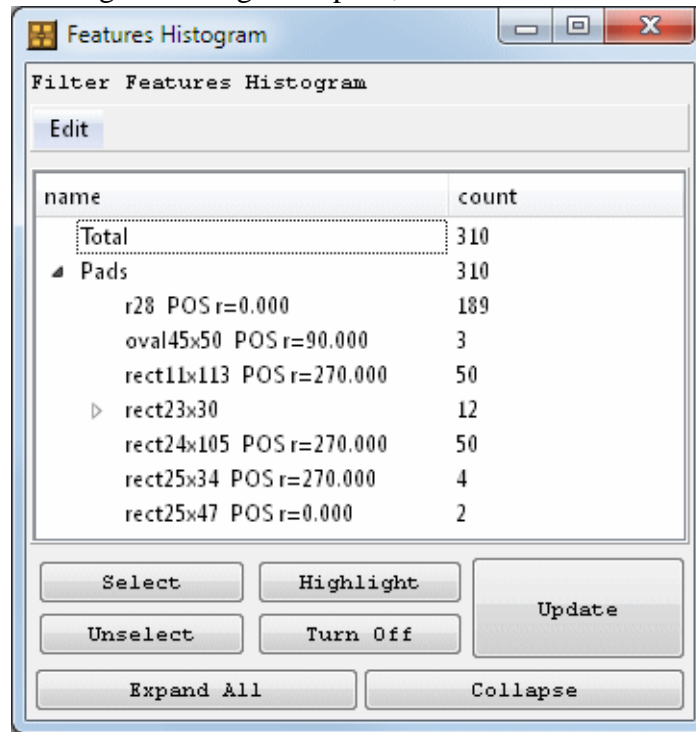 Features Histogram
Filter Features Histogram
Edit
name count
Total 310
Pads 310
r28 POS r=0.000 189
oval45x50 POS r=90.000 3
rect11x113 POS r=270.000 50
rect23x30 12
rect24x105 POS r=270.000 50
rect25x34 POS r=270.000 4
rect25x47 POS r=0.000 2
Select Highlight
Update
Unselect Turn Off
Expand All Collapse